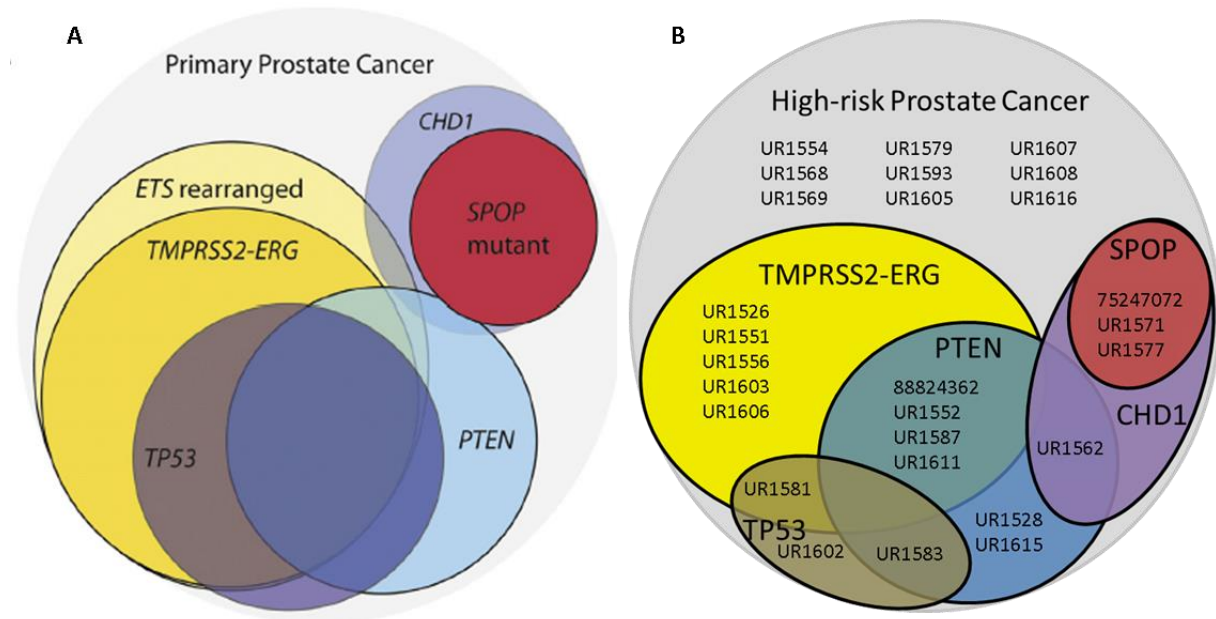 A
Primary Prostate Cancer
CHD1
ETS rearranged
SPOP
mutant
TMPRSS2-ERG
TP53
PTEN
B
High-risk Prostate Cancer
UR1554 UR1579 UR1607
UR1568 UR1593 UR1608
UR1569 UR1605 UR1616
SPOP
75247072
UR1571
UR1577
TMPRSS2-ERG
UR1526
UR1551
UR1556
UR1603
UR1606
PTEN
88824362
UR1552
UR1587
UR1611
CHD1
UR1562
UR1581
TP53
UR1602
UR1583
UR1528
UR1615